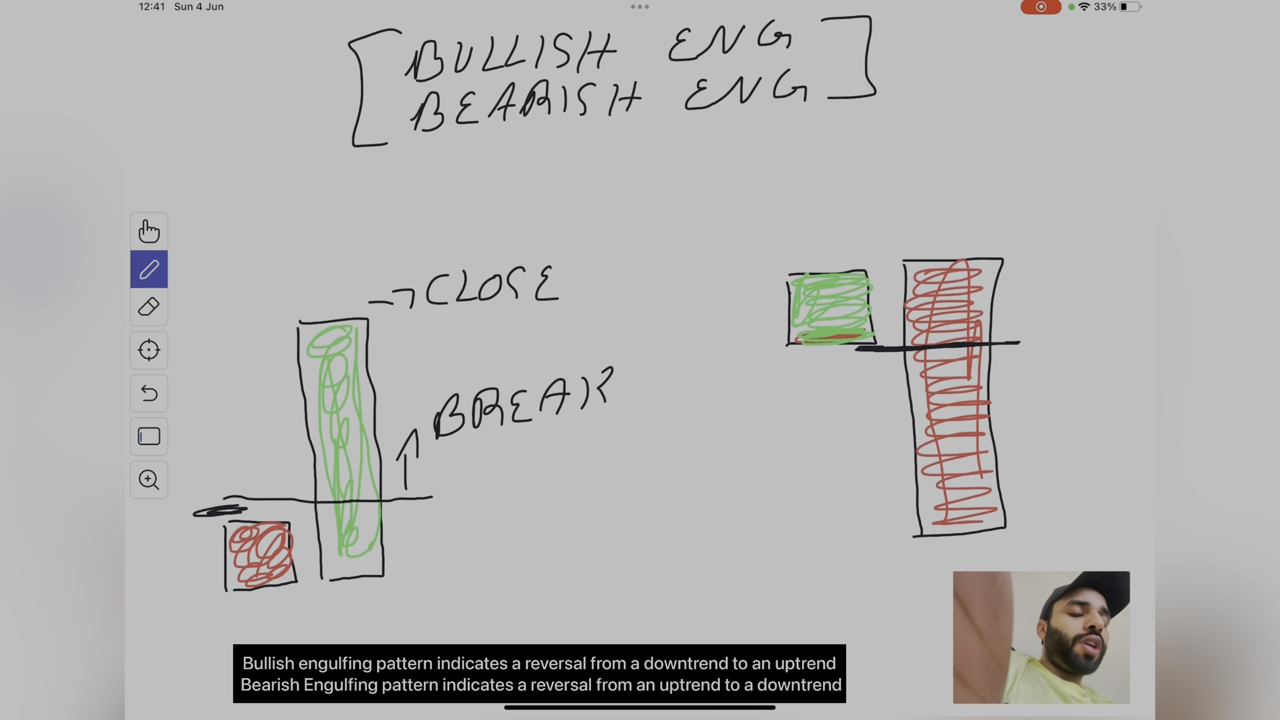 12:41 Sun 4 Jun
33%
BULLISH ENG
BEARISH ENG
→ CLOSE
BREAK
Bullish engulfing pattern indicates a reversal from a downtrend to an uptrend
Bearish Engulfing pattern indicates a reversal from an uptrend to a downtrend